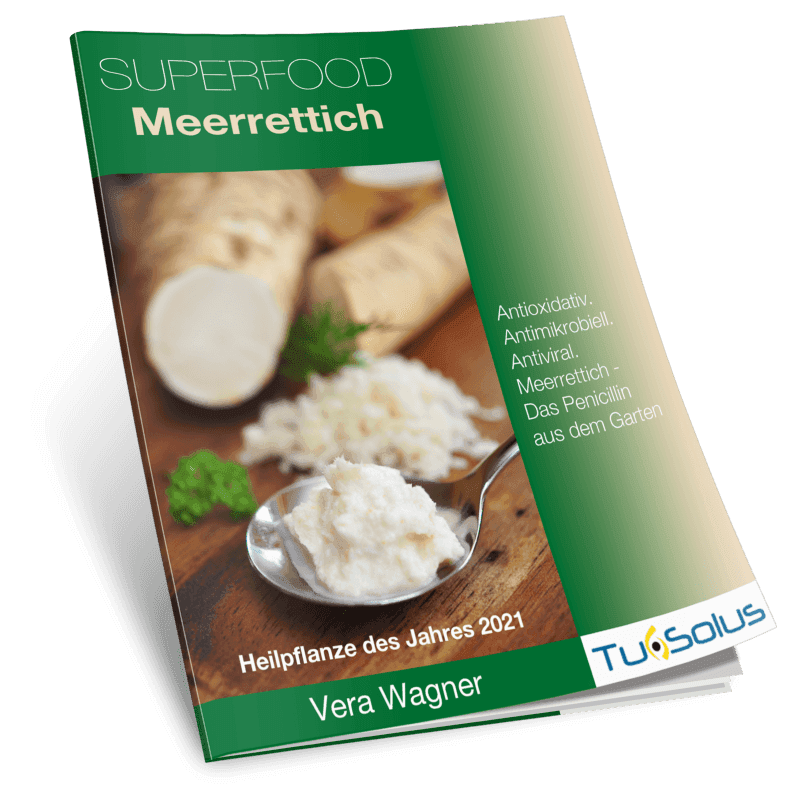 SUPERFOOD
Meerrettich
Antioxidativ.
Antimikrobiell.
Antiviral.
Meerrettich -
Das Penicillin
aus dem Garten
Heilpflanze des Jahres 2021
Vera Wagner
TuSolus